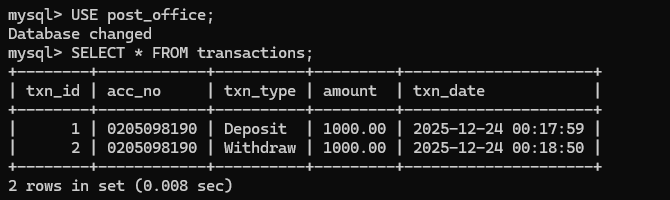 mysql> USE post_office;
Database changed
mysql> SELECT * FROM transactions;
+--------+------------+----------+---------+---------------------+
| txn_id | acc_no     | txn_type | amount  | txn_date            |
+--------+------------+----------+---------+---------------------+
|      1 | 0205098190 | Deposit  | 1000.00 | 2025-12-24 00:17:59 |
|      2 | 0205098190 | Withdraw | 1000.00 | 2025-12-24 00:18:50 |
+--------+------------+----------+---------+---------------------+
2 rows in set (0.008 sec)